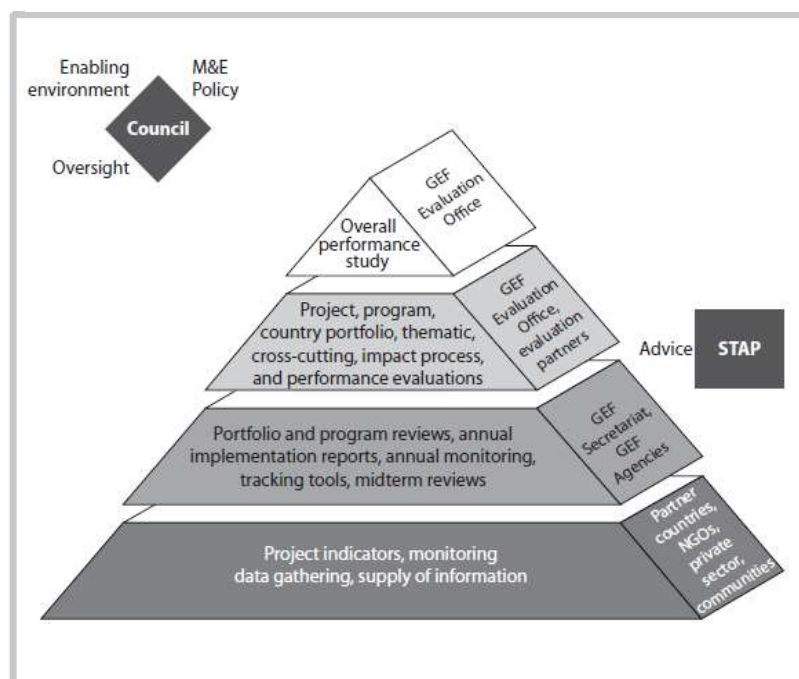 Enabling
environment
M&E
Policy
Council
Oversight
Overall
performance
study
GEF
Evaluation
Office
Project, program,
country portfolio, thematic,
cross-cutting, impact process,
and performance evaluations
GEF
Evaluation
Office,
evaluation
partners
Advice
STAP
Portfolio and program reviews, annual
implementation reports, annual monitoring,
tracking tools, midterm reviews
GEF
Secretariat,
GEF
Agencies
Project indicators, monitoring
data gathering, supply of information
Partner
countries,
NGOs,
private
sector,
communities